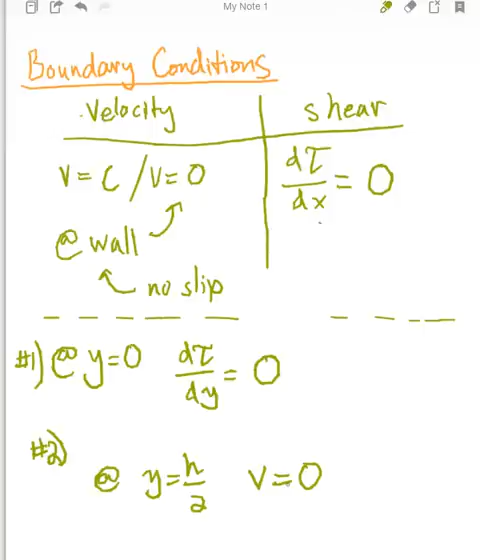 My Note 1
Boundary Conditions
Velocity
shear
V = C / V = 0
dτ/dx = 0
@ wall
no slip
#1) @ y=0 dτ/dy = 0
#2)
@ y=h/2 V=0